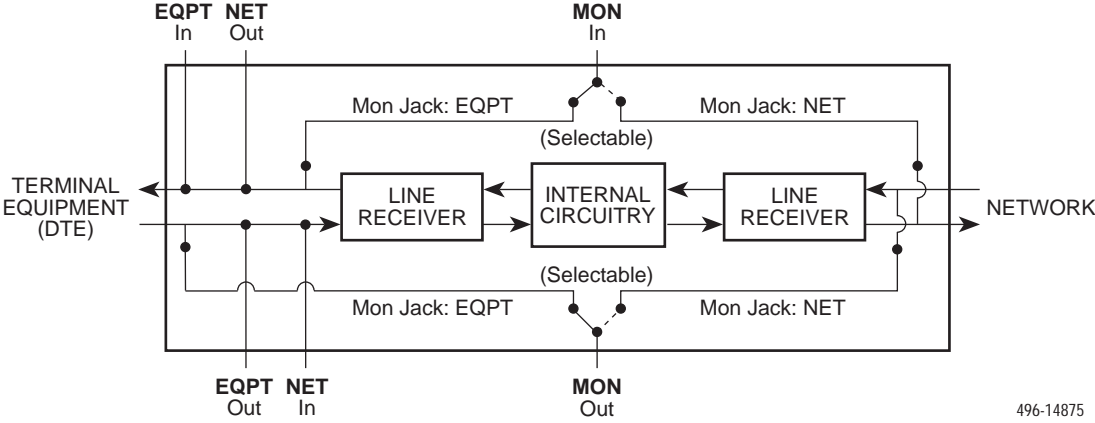 EQPT NET
In Out
MON
In
Mon Jack: EQPT
Mon Jack: NET
(Selectable)
TERMINAL
EQUIPMENT
(DTE)
LINE
RECEIVER
INTERNAL
CIRCUITRY
LINE
RECEIVER
NETWORK
(Selectable)
Mon Jack: EQPT
Mon Jack: NET
EQPT NET
Out In
MON
Out
496-14875